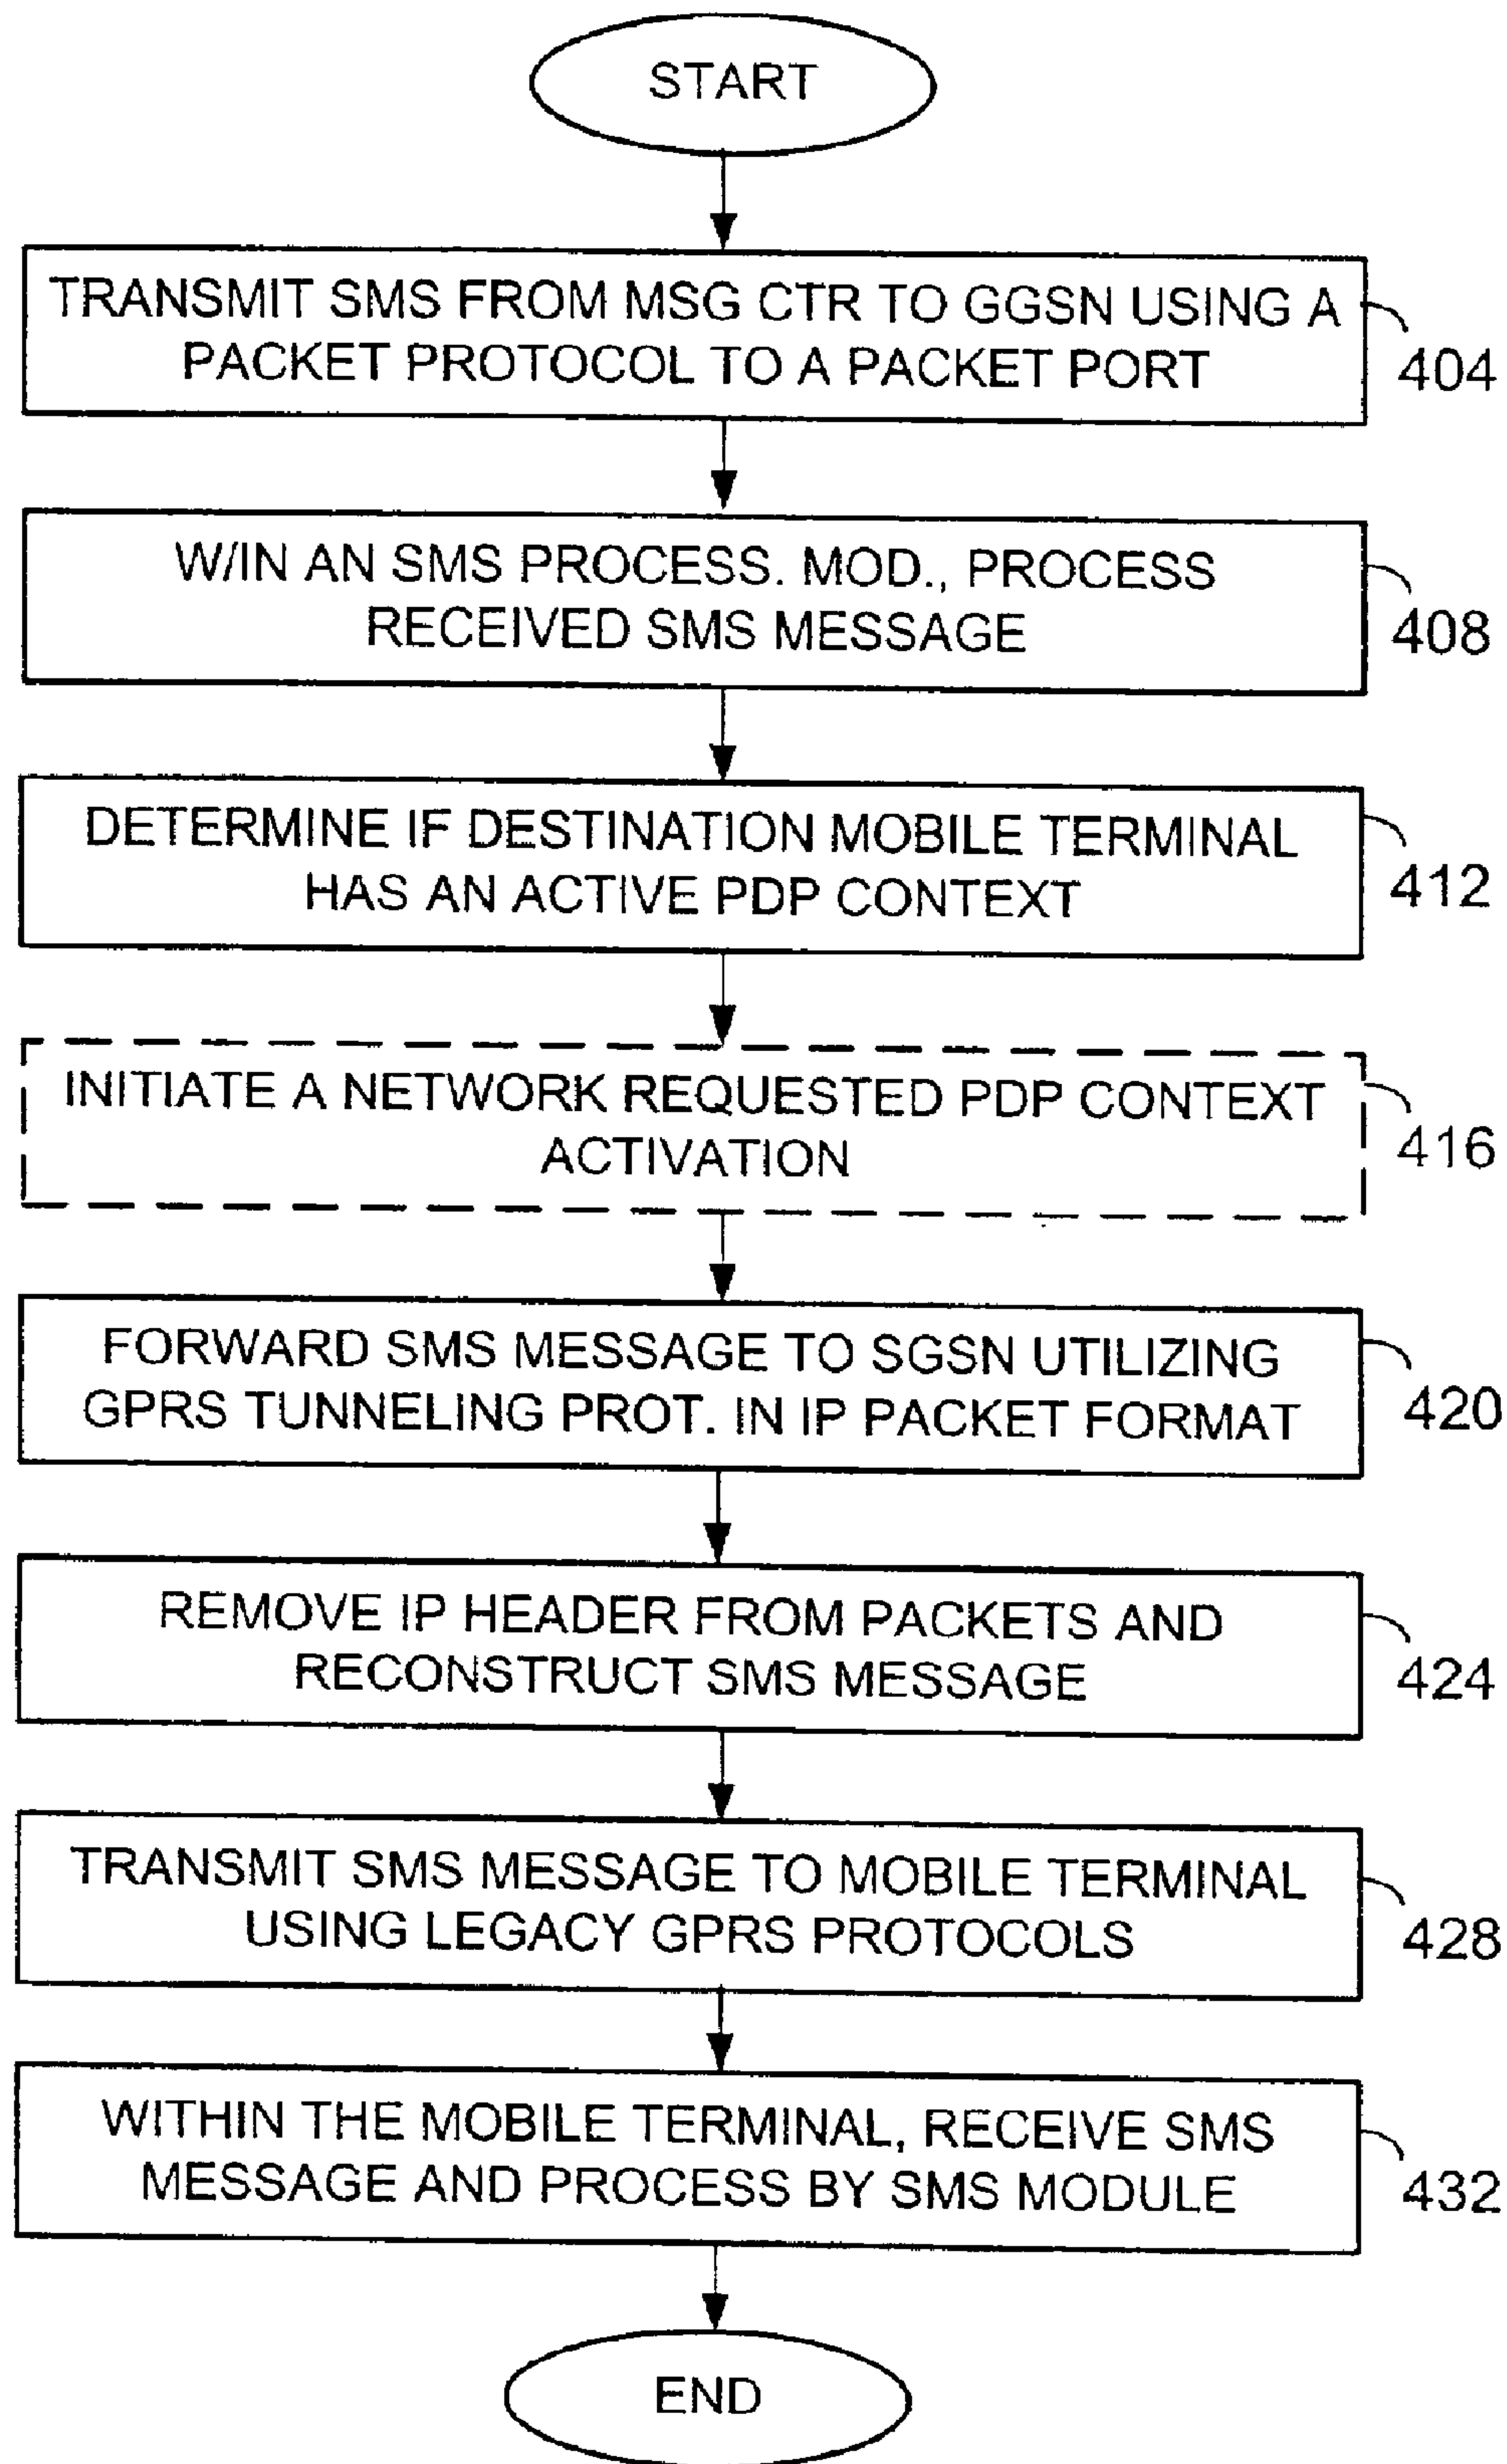 START
TRANSMIT SMS FROM MSG CTR TO GGSN USING A
PACKET PROTOCOL TO A PACKET PORT
404
W/IN AN SMS PROCESS. MOD., PROCESS
RECEIVED SMS MESSAGE
408
DETERMINE IF DESTINATION MOBILE TERMINAL
HAS AN ACTIVE PDP CONTEXT
412
INITIATE A NETWORK REQUESTED PDP CONTEXT
ACTIVATION
416
FORWARD SMS MESSAGE TO SGSN UTILIZING
GPRS TUNNELING PROT. IN IP PACKET FORMAT
420
REMOVE IP HEADER FROM PACKETS AND
RECONSTRUCT SMS MESSAGE
424
TRANSMIT SMS MESSAGE TO MOBILE TERMINAL
USING LEGACY GPRS PROTOCOLS
428
WITHIN THE MOBILE TERMINAL, RECEIVE SMS
MESSAGE AND PROCESS BY SMS MODULE
432
END